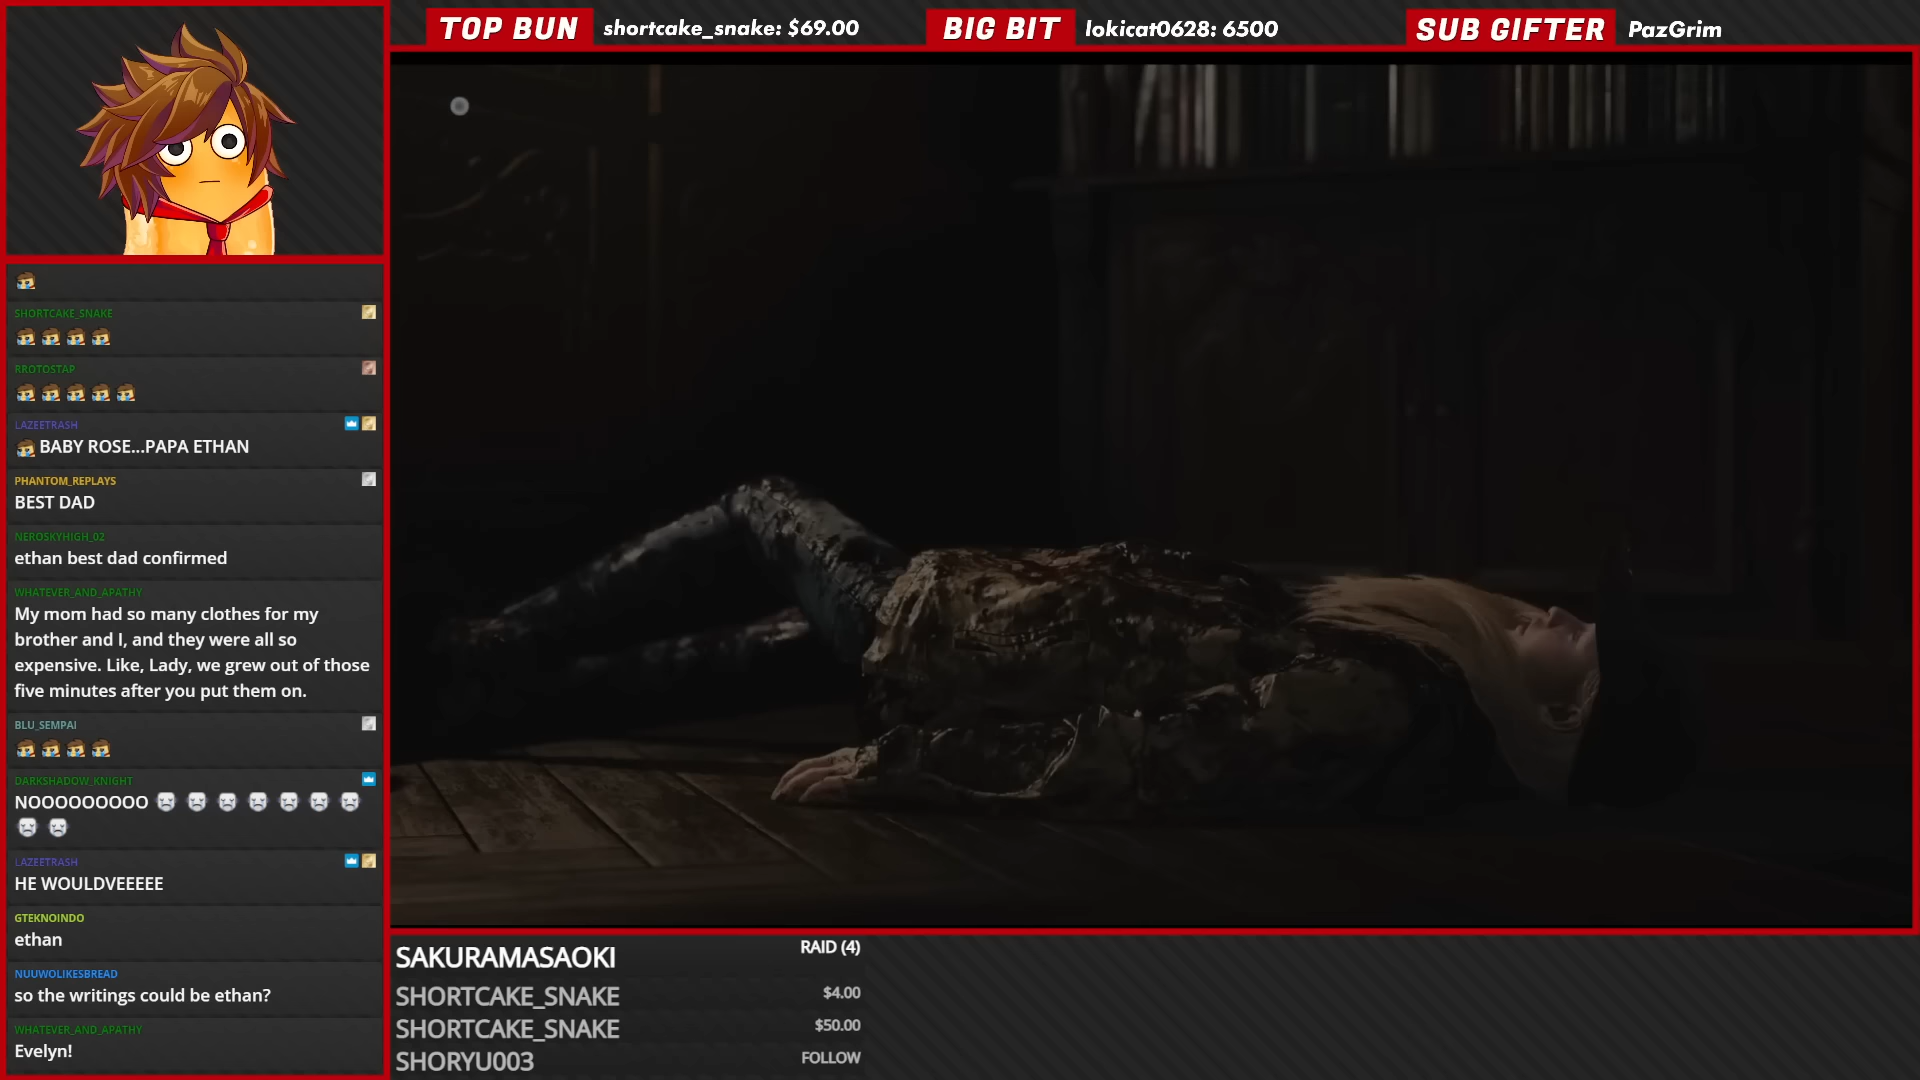 TOP BUN shortcake_snake: $69.00 BIG BIT lokicat0628: 6500 SUB GIFTER PazGrim
SHORTCAKE_SNAKE
RROTOSTAP
LAZEETRASH
BABY ROSE...PAPA ETHAN
PHANTOM_REPLAYS
BEST DAD
NEROSKYHIGH_02
ethan best dad confirmed
WHATEVER_AND_APATHY
My mom had so many clothes for my
brother and I, and they were all so
expensive. Like, Lady, we grew out of those
five minutes after you put them on.
BLU_SEMPAI
DARKSHADOW_KNIGHT
NOOOOOOOOO
LAZEETRASH
HE WOULDVEEEEE
GTEKNOINDO
ethan
NUUWOLIKESBREAD
so the writings could be ethan?
WHATEVER_AND_APATHY
Evelyn!
SAKURAMASAOKI RAID (4)
SHORTCAKE_SNAKE $4.00
SHORTCAKE_SNAKE $50.00
SHORYU003 FOLLOW